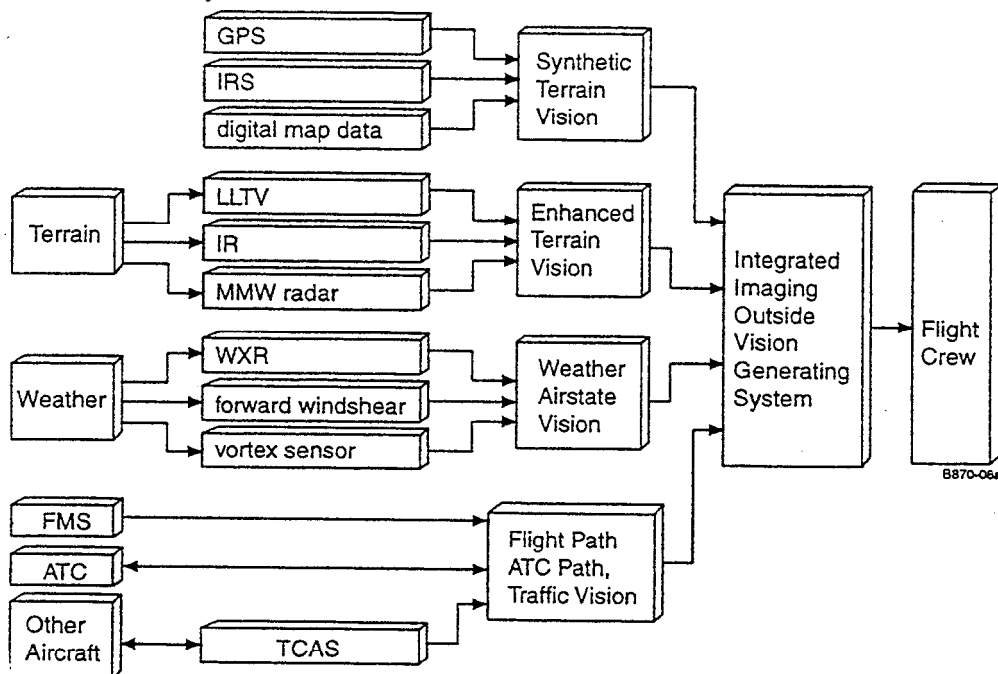 GPS
IRS
digital map data
Synthetic
Terrain
Vision
Terrain
LLTV
IR
MMW radar
Enhanced
Terrain
Vision
Weather
WXR
forward windshear
vortex sensor
Weather
Airstate
Vision
FMS
ATC
Other
Aircraft
TCAS
Flight Path
ATC Path,
Traffic Vision
Integrated
Imaging
Outside
Vision
Generating
System
Flight
Crew